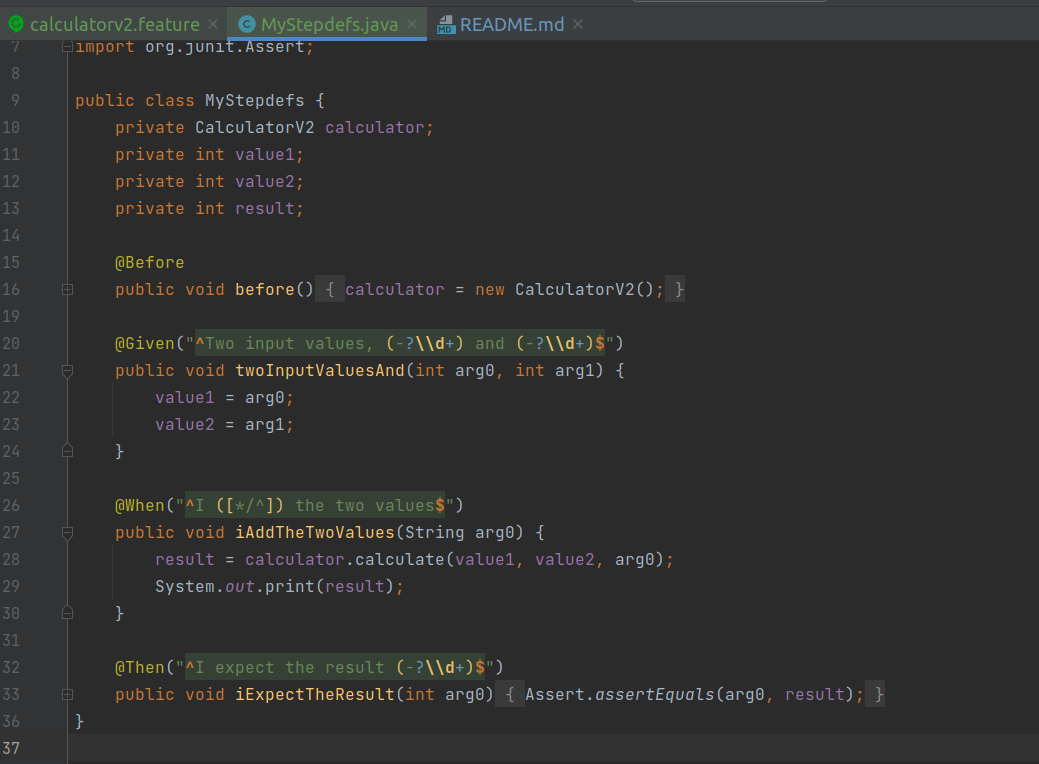 calculatorv2.feature × C MyStepdefs.java × MD README.md ×
7 import org.junit.Assert;
8
9 public class MyStepdefs {
10     private CalculatorV2 calculator;
11     private int value1;
12     private int value2;
13     private int result;
14
15     @Before
16     public void before() { calculator = new CalculatorV2(); }
19
20     @Given("^Two input values, (-?\\d+) and (-?\\d+)$")
21     public void twoInputValuesAnd(int arg0, int arg1) {
22         value1 = arg0;
23         value2 = arg1;
24     }
25
26     @When("^I ([*/^]) the two values$")
27     public void iAddTheTwoValues(String arg0) {
28         result = calculator.calculate(value1, value2, arg0);
29         System.out.print(result);
30     }
31
32     @Then("^I expect the result (-?\\d+)$")
33     public void iExpectTheResult(int arg0) { Assert.assertEquals(arg0, result); }
36 }
37